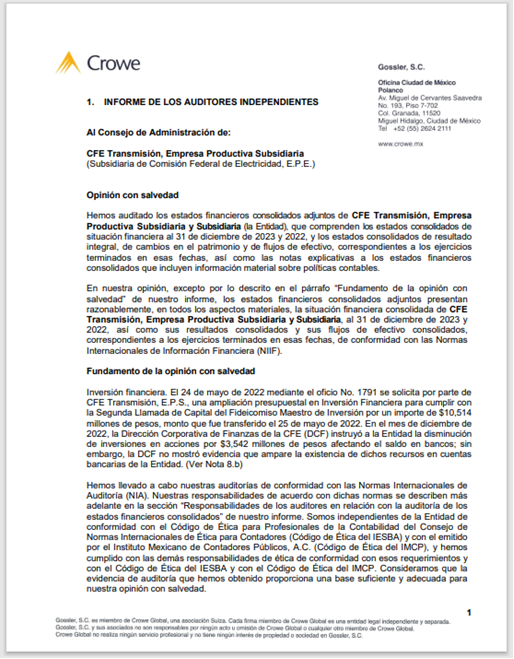 Crowe
Gossler, S.C.
Oficina Ciudad de México
Polanco
Av. Miguel de Cervantes Saavedra
No. 193, Piso 7-702
Col. Granada, 11520
Miguel Hidalgo, Ciudad de México
Tel +52 (55) 2624 2111
www.crowe.mx
1. INFORME DE LOS AUDITORES INDEPENDIENTES
Al Consejo de Administración de:
CFE Transmisión, Empresa Productiva Subsidiaria
(Subsidiaria de Comisión Federal de Electricidad, E.P.E.)
Opinión con salvedad
Hemos auditado los estados financieros consolidados adjuntos de CFE Transmisión, Empresa
Productiva Subsidiaria y Subsidiaria (la Entidad), que comprenden los estados consolidados de
situación financiera al 31 de diciembre de 2023 y 2022, y los estados consolidados de resultado
integral, de cambios en el patrimonio y de flujos de efectivo, correspondientes a los ejercicios
terminados en esas fechas, así como las notas explicativas a los estados financieros
consolidados que incluyen información material sobre políticas contables.
En nuestra opinión, excepto por lo descrito en el párrafo “Fundamento de la opinión con
salvedad” de nuestro informe, los estados financieros consolidados adjuntos presentan
razonablemente, en todos los aspectos materiales, la situación financiera consolidada de CFE
Transmisión, Empresa Productiva Subsidiaria y Subsidiaria, al 31 de diciembre de 2023 y
2022, así como sus resultados consolidados y sus flujos de efectivo consolidados,
correspondientes a los ejercicios terminados en esas fechas, de conformidad con las Normas
Internacionales de Información Financiera (NIIF).
Fundamento de la opinión con salvedad
Inversión financiera. El 24 de mayo de 2022 mediante el oficio No. 1791 se solicita por parte de
CFE Transmisión, E.P.S., una ampliación presupuestal en Inversión Financiera para cumplir con
la Segunda Llamada de Capital del Fideicomiso Maestro de Inversión por un importe de $10,514
millones de pesos, monto que fue transferido el 25 de mayo de 2022. En el mes de diciembre de
2022, la Dirección Corporativa de Finanzas de la CFE (DCF) instruyó a la Entidad la disminución
de inversiones en acciones por $3,542 millones de pesos afectando el saldo en bancos; sin
embargo, la DCF no mostró evidencia que ampare la existencia de dichos recursos en cuentas
bancarias de la Entidad. (Ver Nota 8.b)
Hemos llevado a cabo nuestras auditorías de conformidad con las Normas Internacionales de
Auditoría (NIA). Nuestras responsabilidades de acuerdo con dichas normas se describen más
adelante en la sección “Responsabilidades de los auditores en relación con la auditoría de los
estados financieros consolidados” de nuestro informe. Somos independientes de la Entidad de
conformidad con el Código de Ética para Profesionales de la Contabilidad del Consejo de
Normas Internacionales de Ética para Contadores (Código de Ética del IESBA) y con el emitido
por el Instituto Mexicano de Contadores Públicos, A.C. (Código de Ética del IMCP), y hemos
cumplido con las demás responsabilidades de ética de conformidad con esos requerimientos y
con el Código de Ética del IESBA y con el Código de Ética del IMCP. Consideramos que la
evidencia de auditoría que hemos obtenido proporciona una base suficiente y adecuada para
nuestra opinión con salvedad.
1
Gossler, S.C. es miembro de Crowe Global, una asociación Suiza. Cada firma miembro de Crowe Global es una entidad legal independiente y separada.
Gossler, S.C. y sus asociados no son responsables por ningún acto u omisión de Crowe Global o cualquier otro miembro de Crowe Global.
Crowe Global no realiza ningún servicio profesional y no tiene ningún interés de propiedad o sociedad en Gossler, S.C.